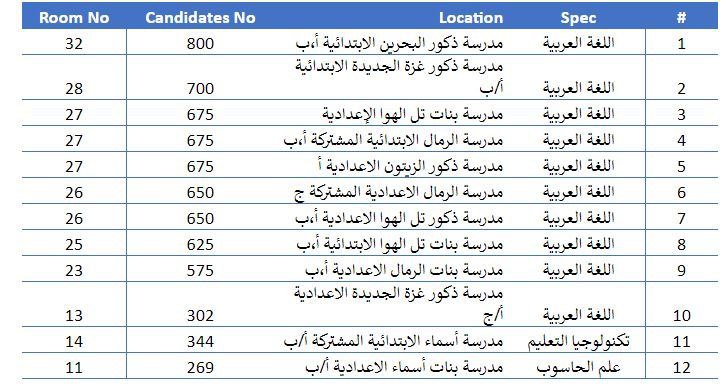 # Spec Location Candidates No Room No
1 اللغة العربية مدرسة ذكور البحرين الابتدائية أ،ب 800 32
مدرسة ذكور غزة الجديدة الابتدائية
2 اللغة العربية أ/ب 700 28
3 اللغة العربية مدرسة بنات تل الهوا الإعدادية 675 27
4 اللغة العربية مدرسة الرمال الابتدائية المشتركة أ،ب 675 27
5 اللغة العربية مدرسة ذكور الزيتون الاعدادية أ 675 27
6 اللغة العربية مدرسة الرمال الاعدادية المشتركة ج 650 26
7 اللغة العربية مدرسة ذكور تل الهوا الاعدادية أ،ب 650 26
8 اللغة العربية مدرسة بنات تل الهوا الابتدائية أ،ب 625 25
9 اللغة العربية مدرسة بنات الرمال الاعدادية أ،ب 575 23
مدرسة ذكور غزة الجديدة الاعدادية
10 اللغة العربية أ/ج 302 13
11 تكنولوجيا التعليم مدرسة أسماء الابتدائية المشتركة أ/ب 344 14
12 علم الحاسوب مدرسة بنات أسماء الاعدادية أ/ب 269 11